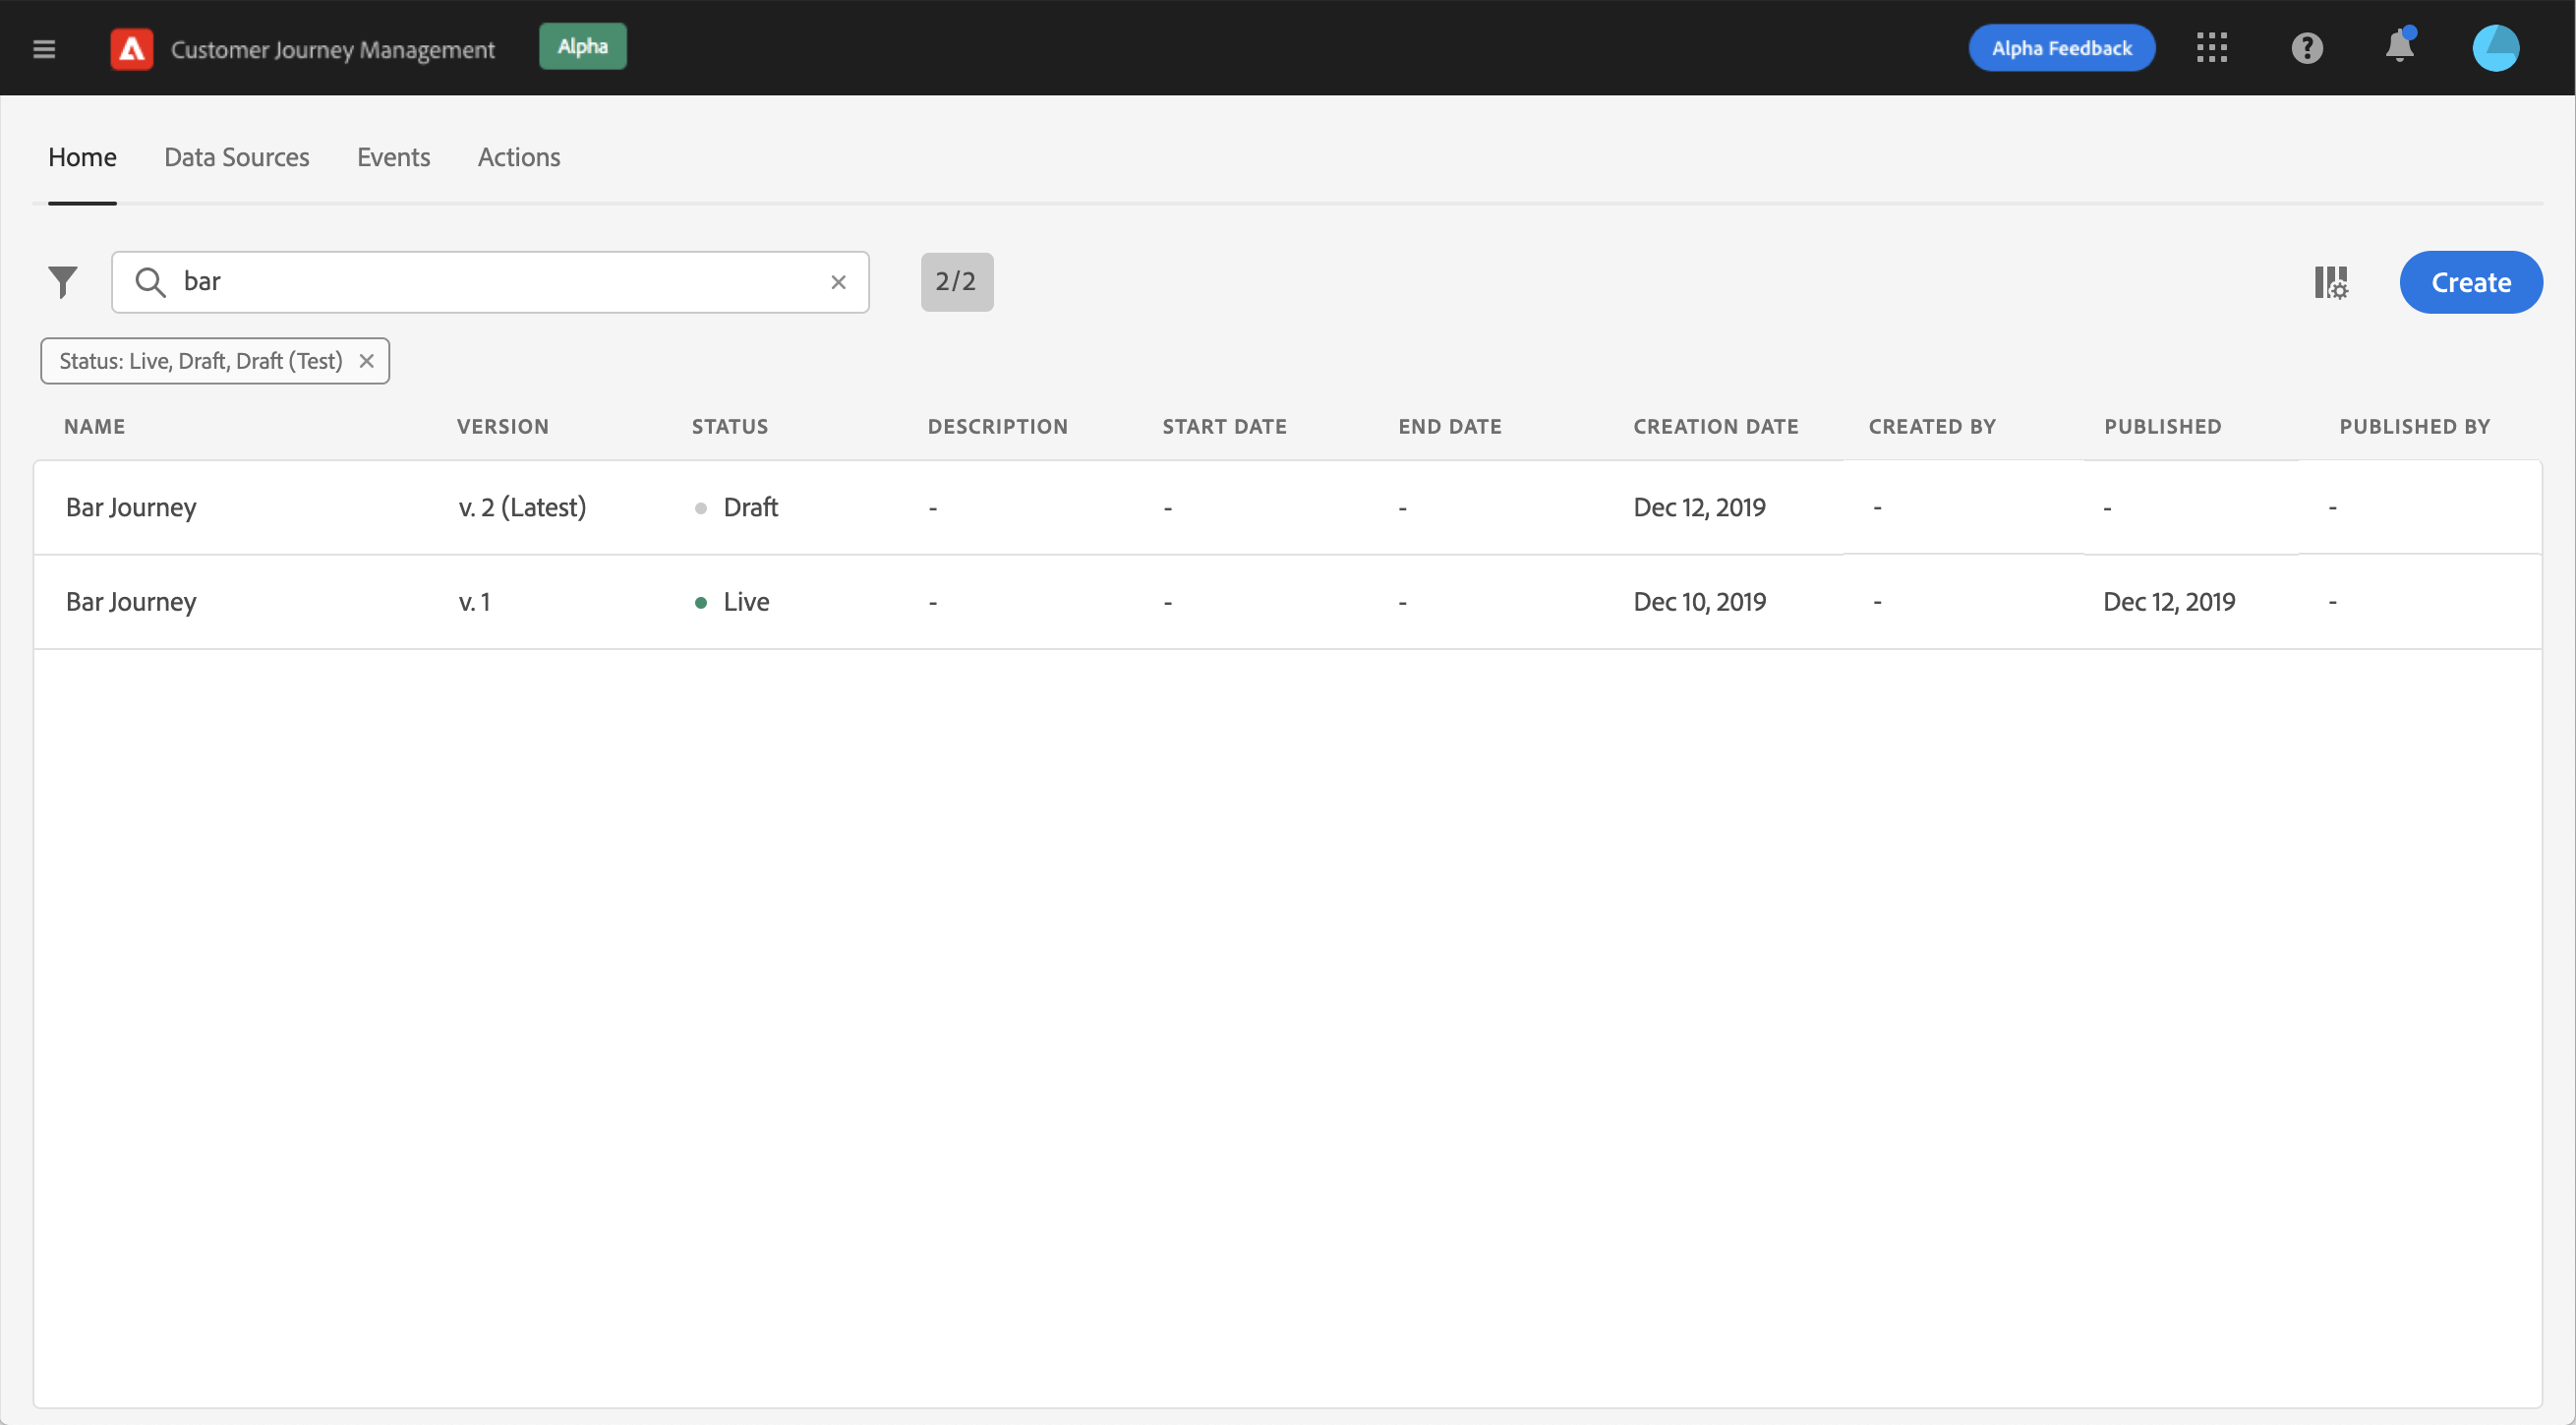 Customer Journey Management Alpha Alpha Feedback
Home Data Sources Events Actions
bar 2/2 Create
Status: Live, Draft, Draft (Test)
NAME VERSION STATUS DESCRIPTION START DATE END DATE CREATION DATE CREATED BY PUBLISHED PUBLISHED BY
Bar Journey v. 2 (Latest) Draft - - - Dec 12, 2019 - - -
Bar Journey v. 1 Live - - - Dec 10, 2019 - Dec 12, 2019 -